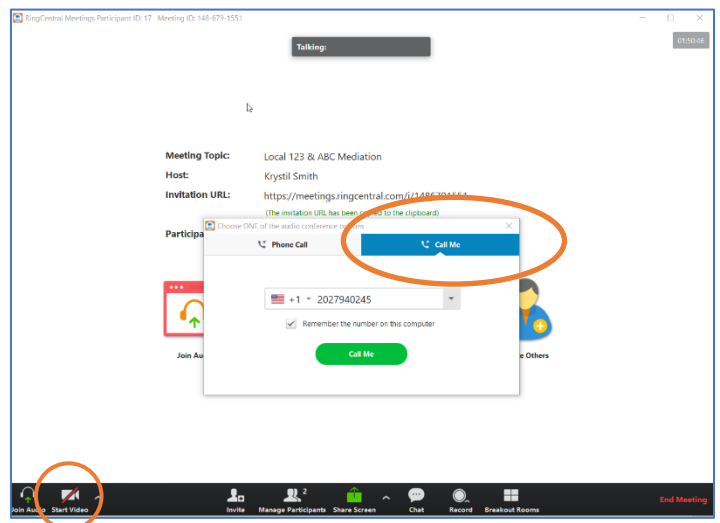 RingCentral Meetings Participant ID: 17 Meeting ID: 148-679-1551
01:50:46
Talking:
Meeting Topic: Local 123 & ABC Mediation
Host: Krystil Smith
Invitation URL: https://meetings.ringcentral.com/j/1486791551
(The invitation URL has been copied to the clipboard)
Participa
Choose ONE of the audio conference options
Phone Call Call Me
+1 2027940245
Remember the number on this computer
Call Me
Join Au
e Others
Join Audio Start Video Invite Manage Participants 2 Share Screen Chat Record Breakout Rooms End Meeting